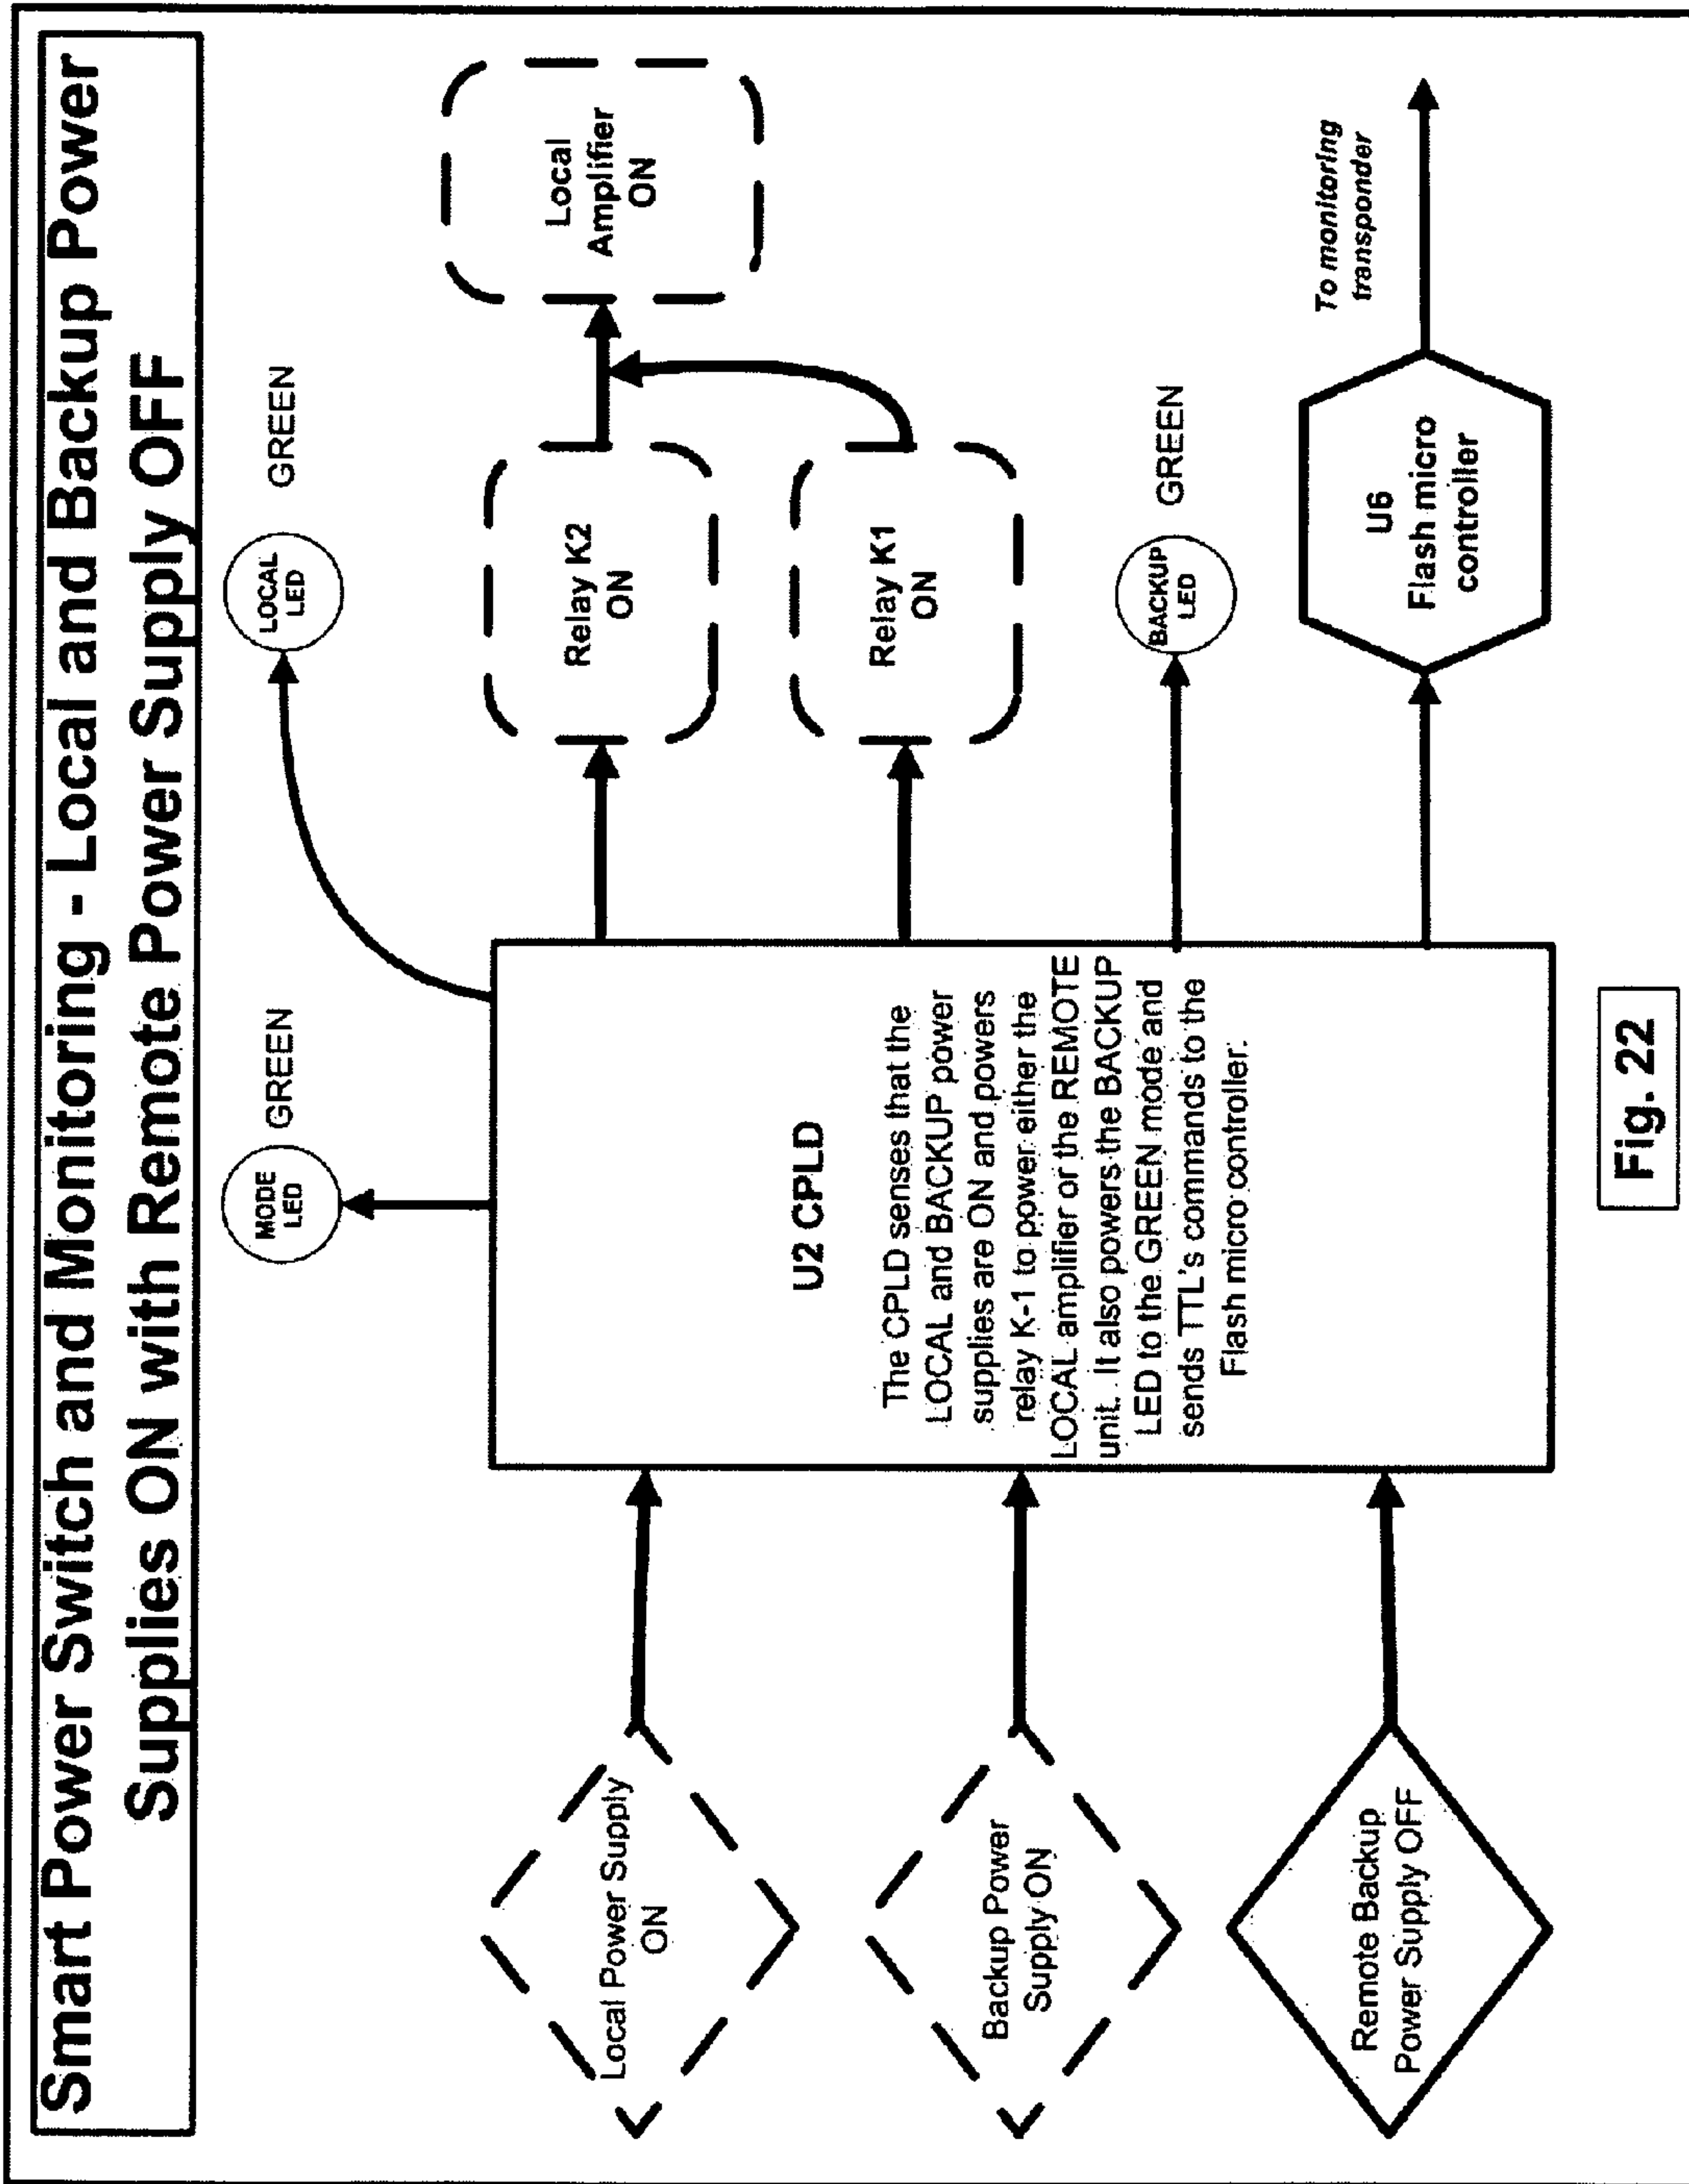 Smart Power Switch and Monitoring - Local and Backup Power
Supplies ON with Remote Power Supply OFF
MODE
LED
GREEN
LOCAL
LED
GREEN
Local Power Supply
ON
Backup Power
Supply ON
Remote Backup
Power Supply OFF
U2 CPLD
The CPLD senses that the
LOCAL and BACKUP power
supplies are ON and powers
relay K-1 to power either the
LOCAL amplifier or the REMOTE
unit. It also powers the BACKUP
LED to the GREEN mode and
sends TTL's commands to the
Flash micro controller.
Relay K2
ON
Relay K1
ON
Local
Amplifier
ON
BACKUP
LED
GREEN
U6
Flash micro
controller
To monitoring
transponder
Fig. 22